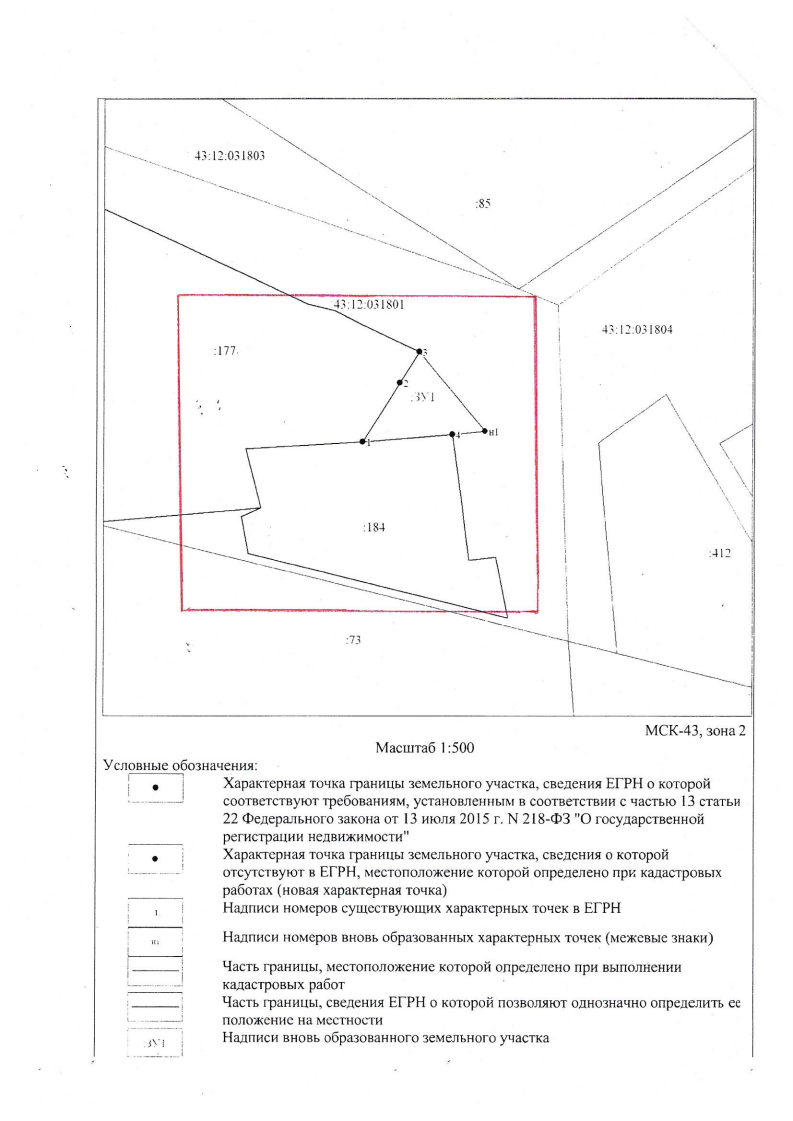 43:12:031803
:85
43:12:031801
43:12:031804
:177
3
2
:ЗУ1
1
4
н1
:184
:412
:73
МСК-43, зона 2
Масштаб 1:500
Условные обозначения:
Характерная точка границы земельного участка, сведения ЕГРН о которой
соответствуют требованиям, установленным в соответствии с частью 13 статьи
22 Федерального закона от 13 июля 2015 г. N 218-ФЗ "О государственной
регистрации недвижимости"
Характерная точка границы земельного участка, сведения о которой
отсутствуют в ЕГРН, местоположение которой определено при кадастровых
работах (новая характерная точка)
1
Надписи номеров существующих характерных точек в ЕГРН
н1
Надписи номеров вновь образованных характерных точек (межевые знаки)
Часть границы, местоположение которой определено при выполнении
кадастровых работ
Часть границы, сведения ЕГРН о которой позволяют однозначно определить ее
положение на местности
:ЗУ1
Надписи вновь образованного земельного участка